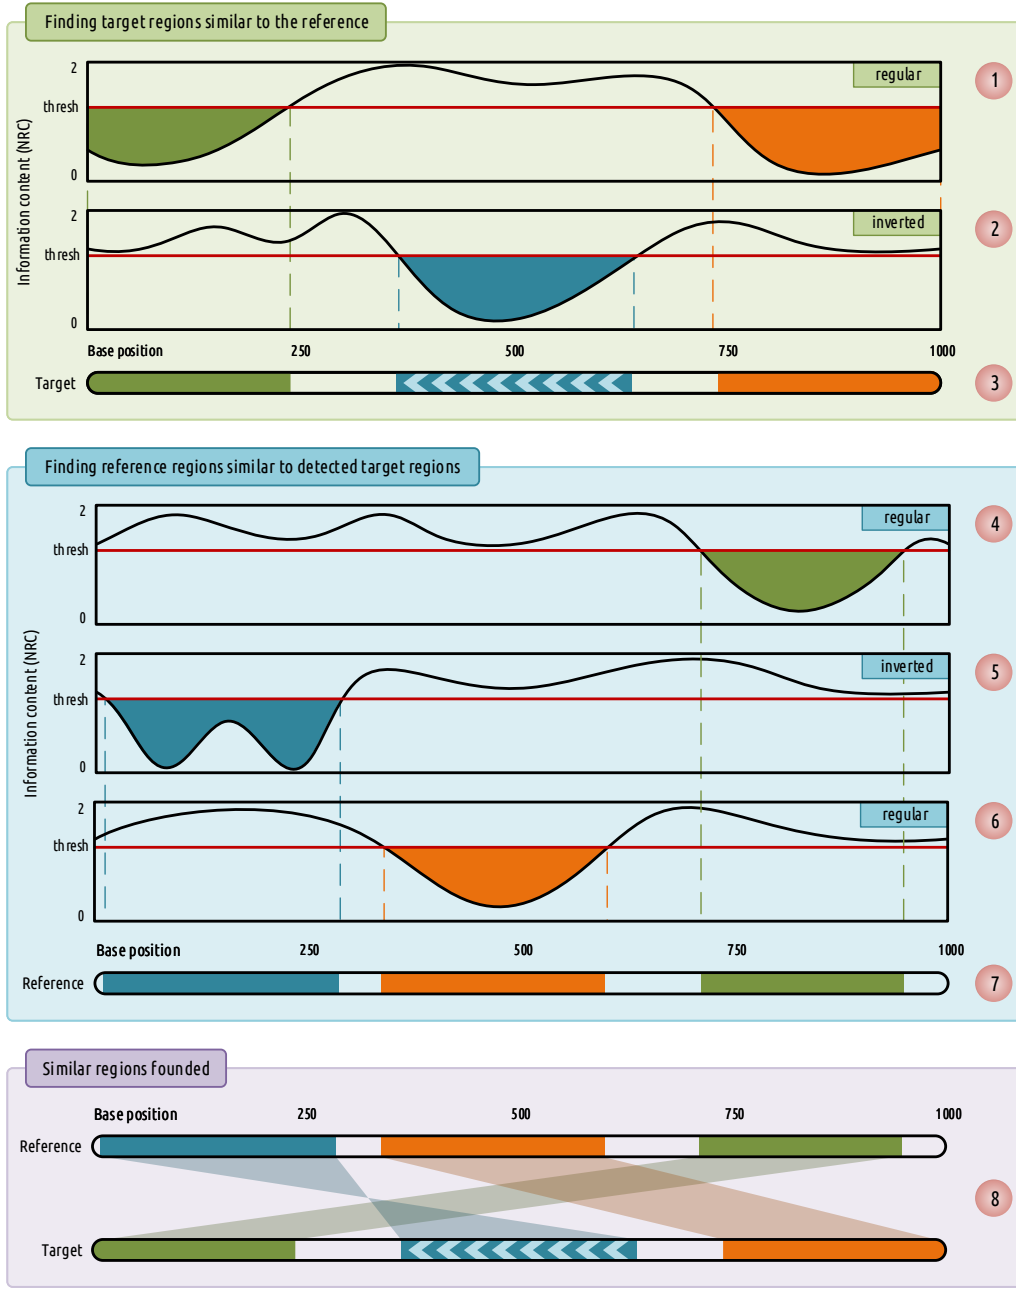 Finding target regions similar to the reference
2
regular
1
thresh
0
Information content (NRC)
2
inverted
2
thresh
0
Base position 250 500 750 1000
Target
3
Finding reference regions similar to detected target regions
2
regular
4
thresh
0
Information content (NRC)
2
inverted
5
thresh
0
2
regular
6
thresh
0
Base position 250 500 750 1000
Reference
7
Similar regions founded
Base position 250 500 750 1000
Reference
8
Target